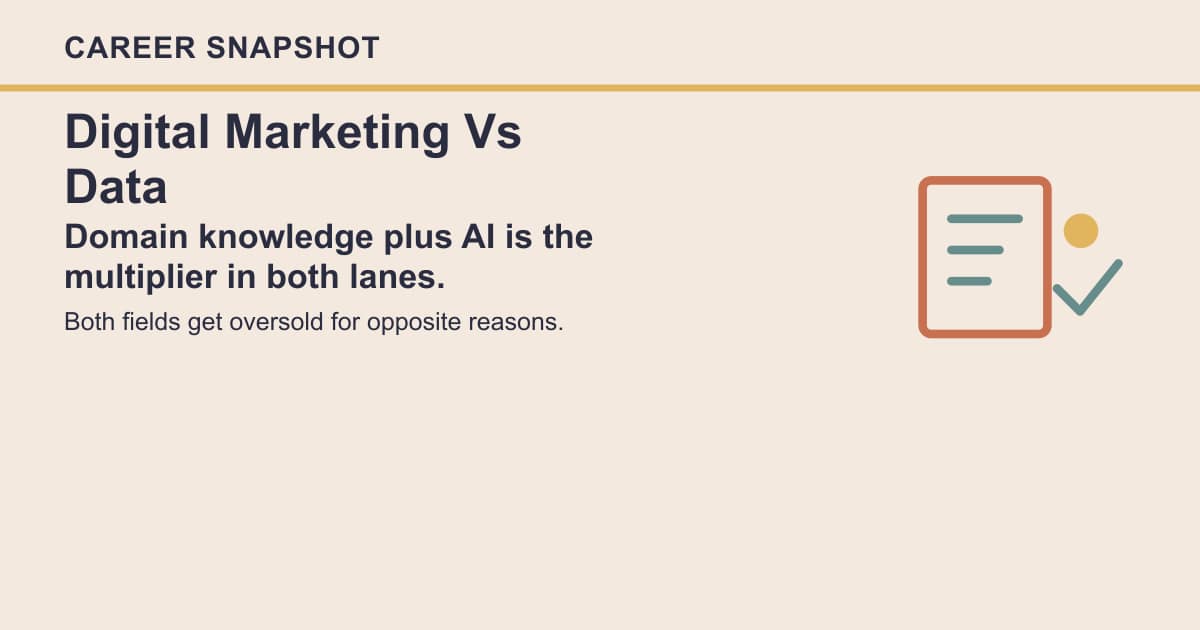 CAREER SNAPSHOT
Digital Marketing Vs
Data
Domain knowledge plus AI is the
multiplier in both lanes.
Both fields get oversold for opposite reasons.